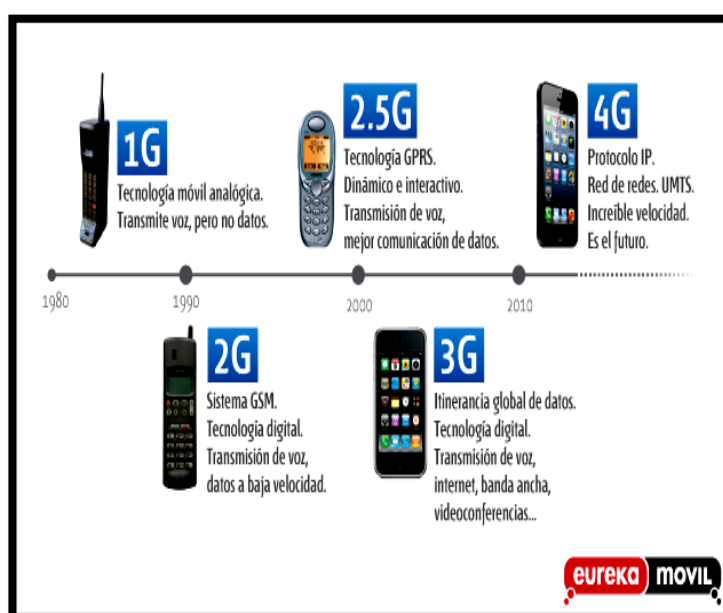 1G
Tecnología móvil analógica.
Transmite voz, pero no datos.
2.5G
Tecnología GPRS.
Dinámico e interactivo.
Transmisión de voz,
mejor comunicación de datos.
4G
Protocolo IP.
Red de redes. UMTS.
Increíble velocidad.
Es el futuro.
1980
1990
2000
2010
2G
Sistema GSM.
Tecnología digital.
Transmisión de voz,
datos a baja velocidad.
3G
Itinerancia global de datos.
Tecnología digital.
Transmisión de voz,
internet, banda ancha,
videoconferencias...
eureka móvil